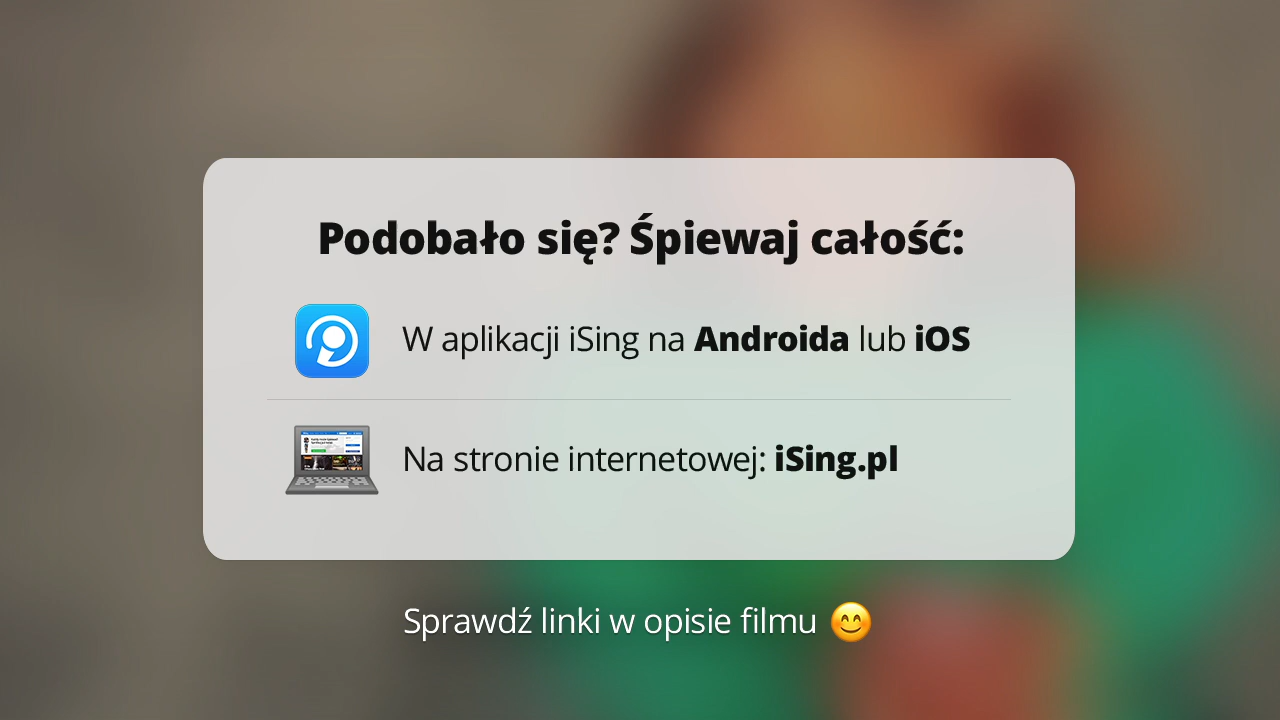 Podobało się? Śpiewaj całość:
W aplikacji iSing na Androida lub iOS
Na stronie internetowej: iSing.pl
Sprawdź linki w opisie filmu 😊